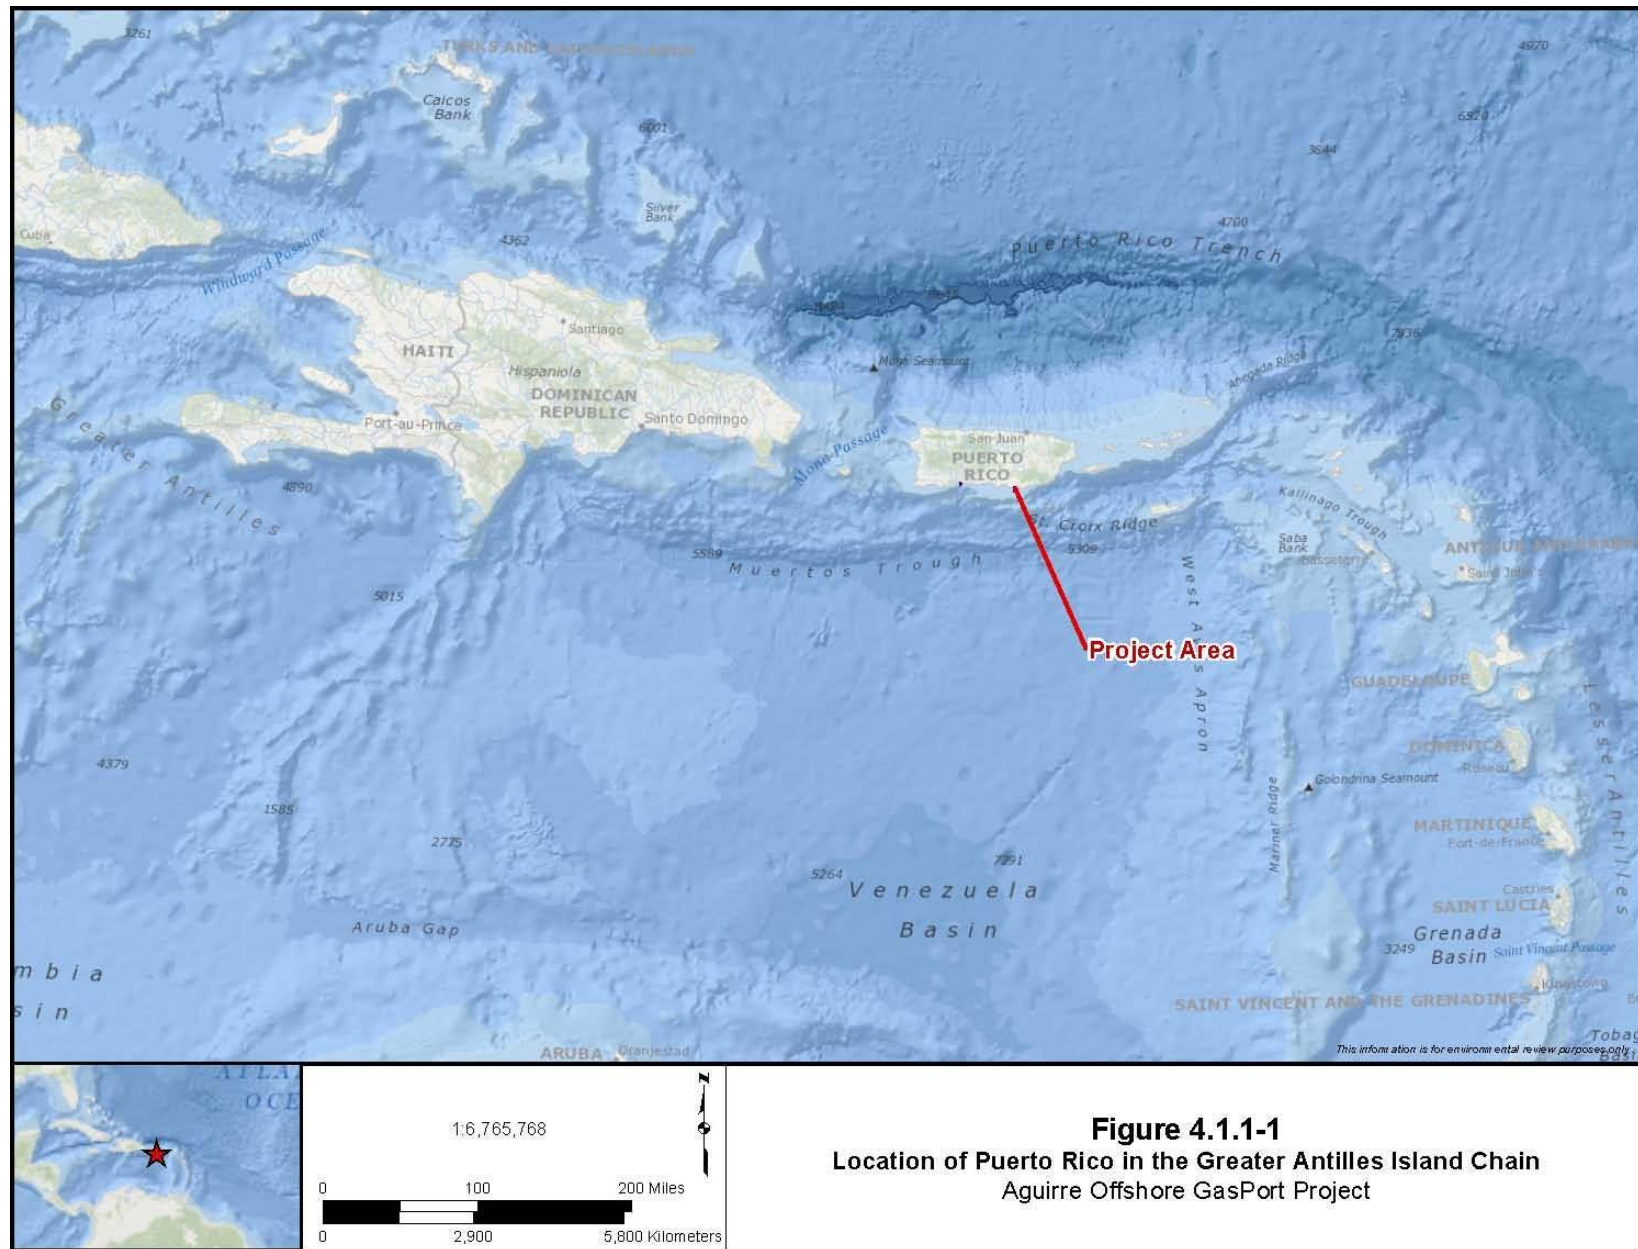 3261
TURKS AND CAICOS ISLANDS
4970
Caicos
Bank
6001
6920
3844
Silver
Bank
4700
Cuba
4362
Windward Passage
Puerto Rico Trench
Santiago
7936
HAITI
Mona Seamount
Anegada Ridge
Hispaniola
DOMINICAN
REPUBLIC
Santo Domingo
Port-au-Prince
Greater Antilles
Mona Passage
San Juan
PUERTO
RICO
4890
Kallinago Trough
St. Croix Ridge
Saba
Bank
5589
5309
Muertos Trough
Basseterre
ANTIGUA AND BARBUDA
Saint John's
5015
West Aves Apron
Project Area
GUADELOUPE
Lesser Antilles
4379
DOMINICA
Roseau
Golondrina Seamount
1585
Mariner Ridge
MARTINIQUE
Fort-de-France
2775
7291
5264
Venezuela
Basin
Castries
SAINT LUCIA
Aruba Gap
Grenada
Basin
3249
Saint Vincent Passage
mbia
sin
Kingstown
SAINT VINCENT AND THE GRENADINES
ARUBA
Oranjestad
Tobag
This information is for environmental review purposes only.
ATLA
OCE
1:6,765,768
N
0 100 200 Miles
0 2,900 5,800 Kilometers
Figure 4.1.1-1
Location of Puerto Rico in the Greater Antilles Island Chain
Aguirre Offshore GasPort Project